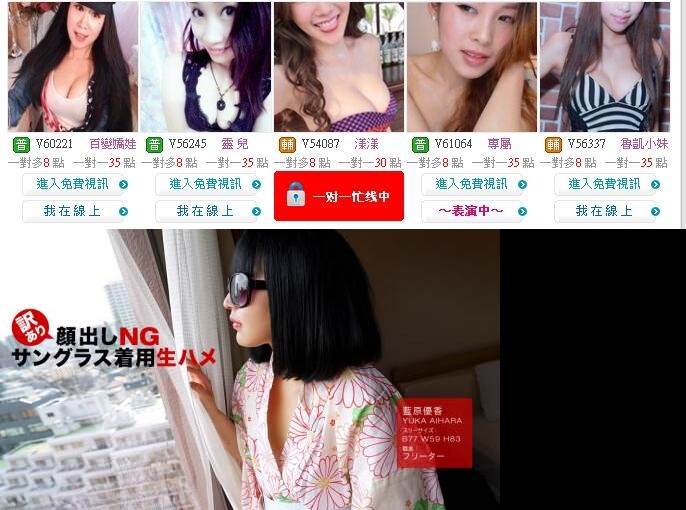 普 V60221 百變嬌娃
普 V56245 靈 兒
輔 V54087 漾漾
普 V61064 專屬
輔 V56337 魯凱小妹
一對多8 點 一對一35 點
一對多8 點 一對一35 點
一對多8 點 一對一30 點
一對多8 點 一對一35 點
一對多8 點 一對一35 點
進入免費視訊
進入免費視訊
一对一忙线中
進入免費視訊
進入免費視訊
我 在 線 上
我 在 線 上
～表演中～
我 在 線 上
訳あり
顔出しNG
サングラス着用生ハメ
藍原優香
YUKA AIHARA
スリーサイズ：
B77 W59 H83
職業：
フリーター